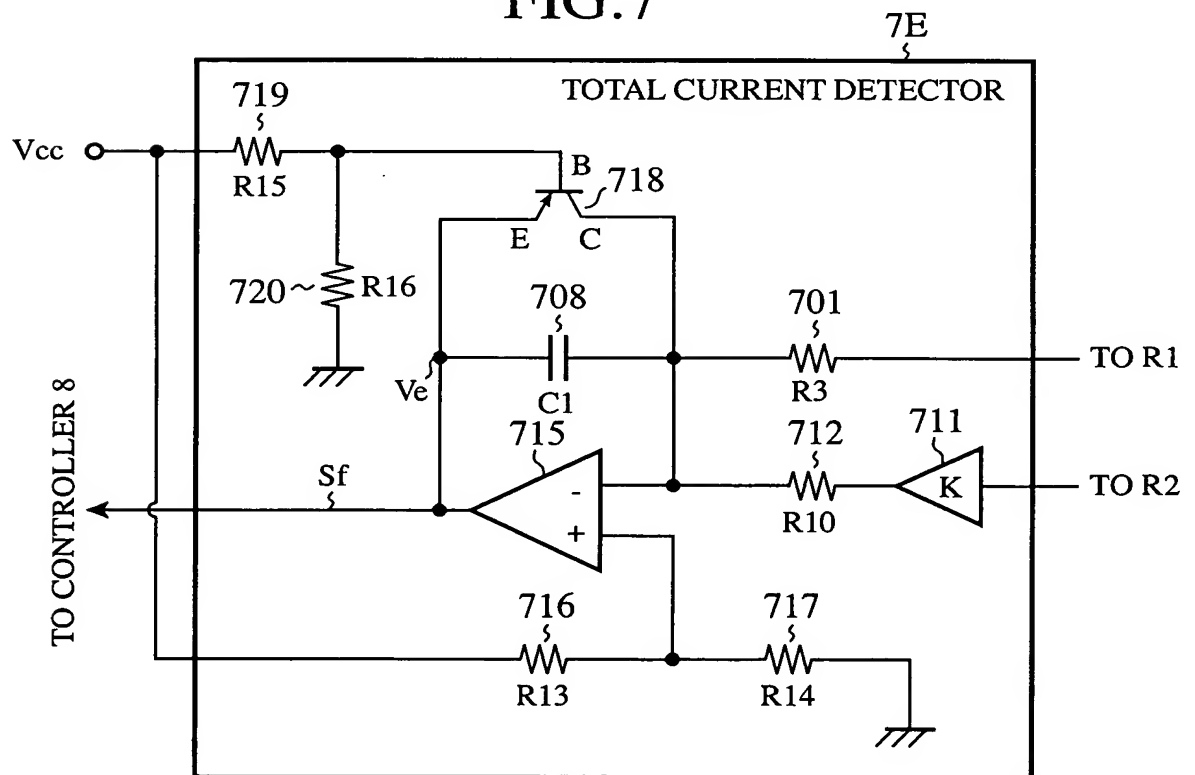 FIG.7
7E
TOTAL CURRENT DETECTOR
719
Vcc
R15
B
718
E
C
720
R16
708
701
TO R1
Ve
C1
R3
715
712
711
K
TO R2
Sf
-
R10
+
TO CONTROLLER 8
716
717
R13
R14